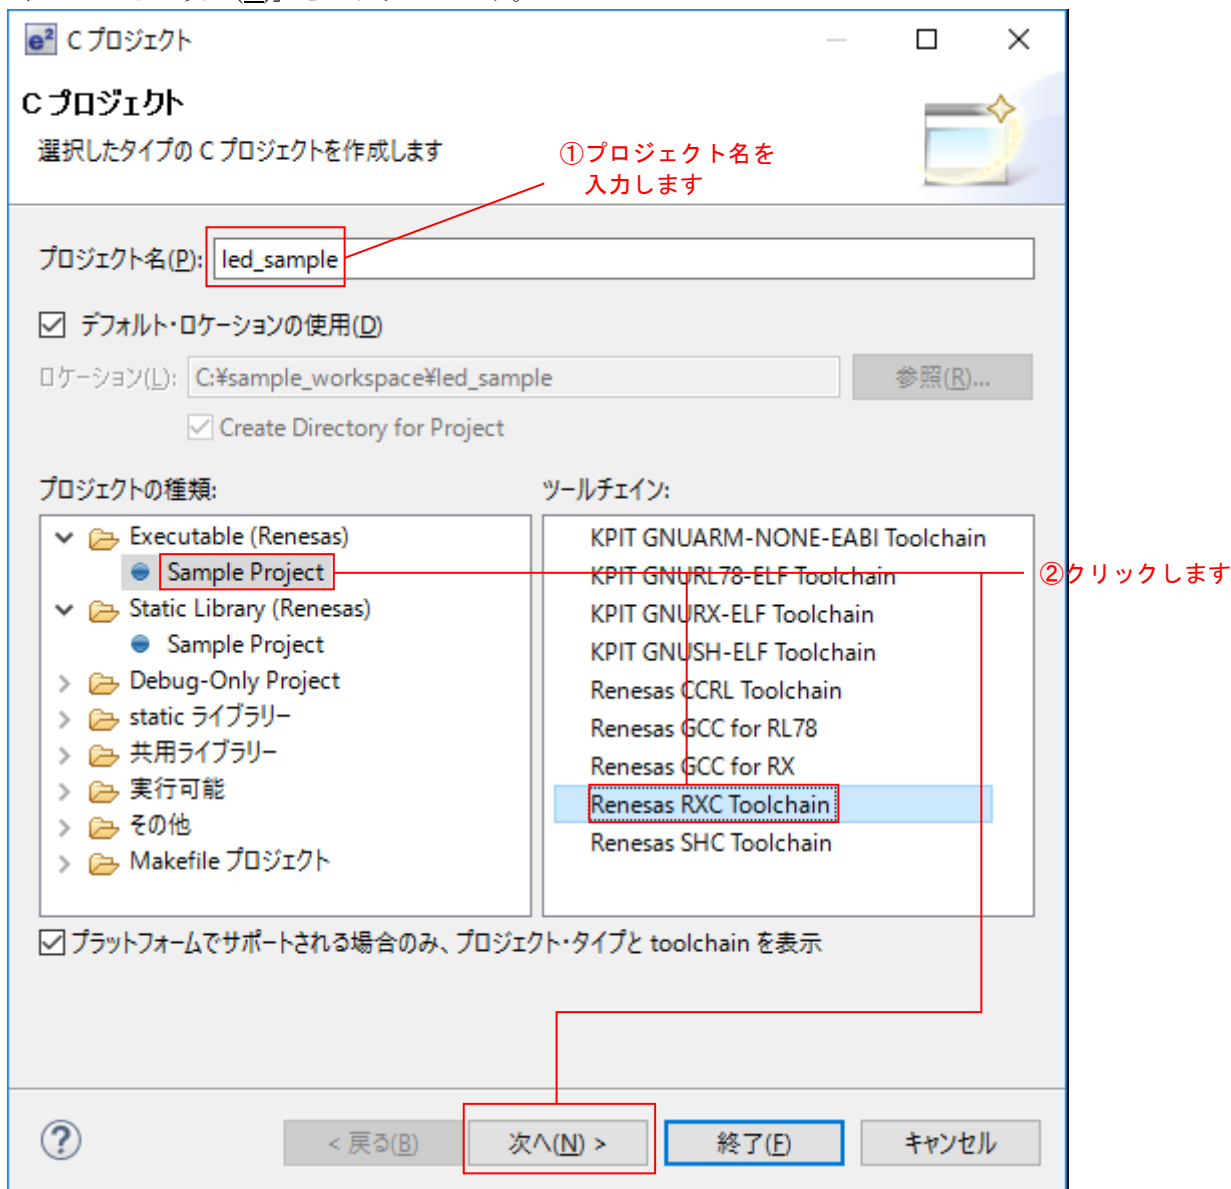 e² C プロジェクト
C プロジェクト
選択したタイプの C プロジェクトを作成します
①プロジェクト名を
入力します
プロジェクト名(P): led_sample
デフォルト・ロケーションの使用(D)
ロケーション(L): C:¥sample_workspace¥led_sample 参照(R)...
Create Directory for Project
プロジェクトの種類:
Executable (Renesas)
Sample Project
Static Library (Renesas)
Sample Project
Debug-Only Project
static ライブラリー
共用ライブラリー
実行可能
その他
Makefile プロジェクト
ツールチェイン:
KPIT GNUARM-NONE-EABI Toolchain
KPIT GNURL78-ELF Toolchain
KPIT GNURX-ELF Toolchain
KPIT GNUSH-ELF Toolchain
Renesas CCRL Toolchain
Renesas GCC for RL78
Renesas GCC for RX
Renesas RXC Toolchain
Renesas SHC Toolchain
②クリックします
プラットフォームでサポートされる場合のみ、プロジェクト・タイプと toolchain を表示
? < 戻る(B) 次へ(N) > 終了(F) キャンセル